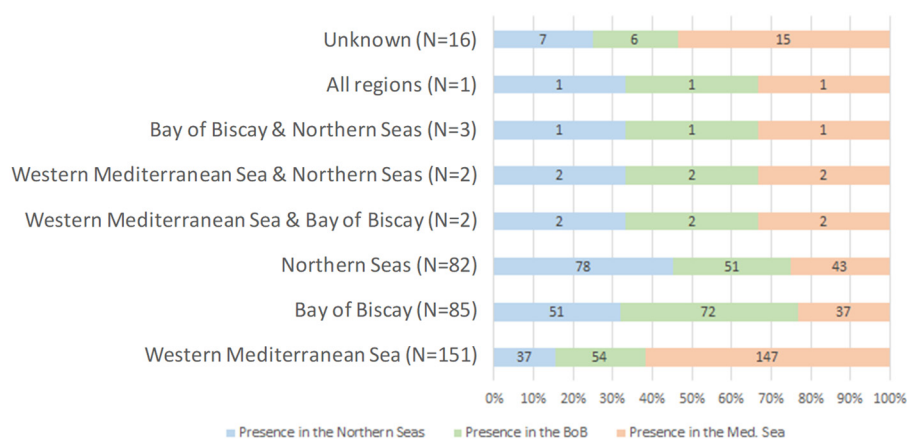 Unknown (N=16) 7 6 15
All regions (N=1) 1 1 1
Bay of Biscay & Northern Seas (N=3) 1 1 1
Western Mediterranean Sea & Northern Seas (N=2) 2 2 2
Western Mediterranean Sea & Bay of Biscay (N=2) 2 2 2
Northern Seas (N=82) 78 51 43
Bay of Biscay (N=85) 51 72 37
Western Mediterranean Sea (N=151) 37 54 147
0% 10% 20% 30% 40% 50% 60% 70% 80% 90% 100%
Presence in the Northern Seas Presence in the BoB Presence in the Med. Sea